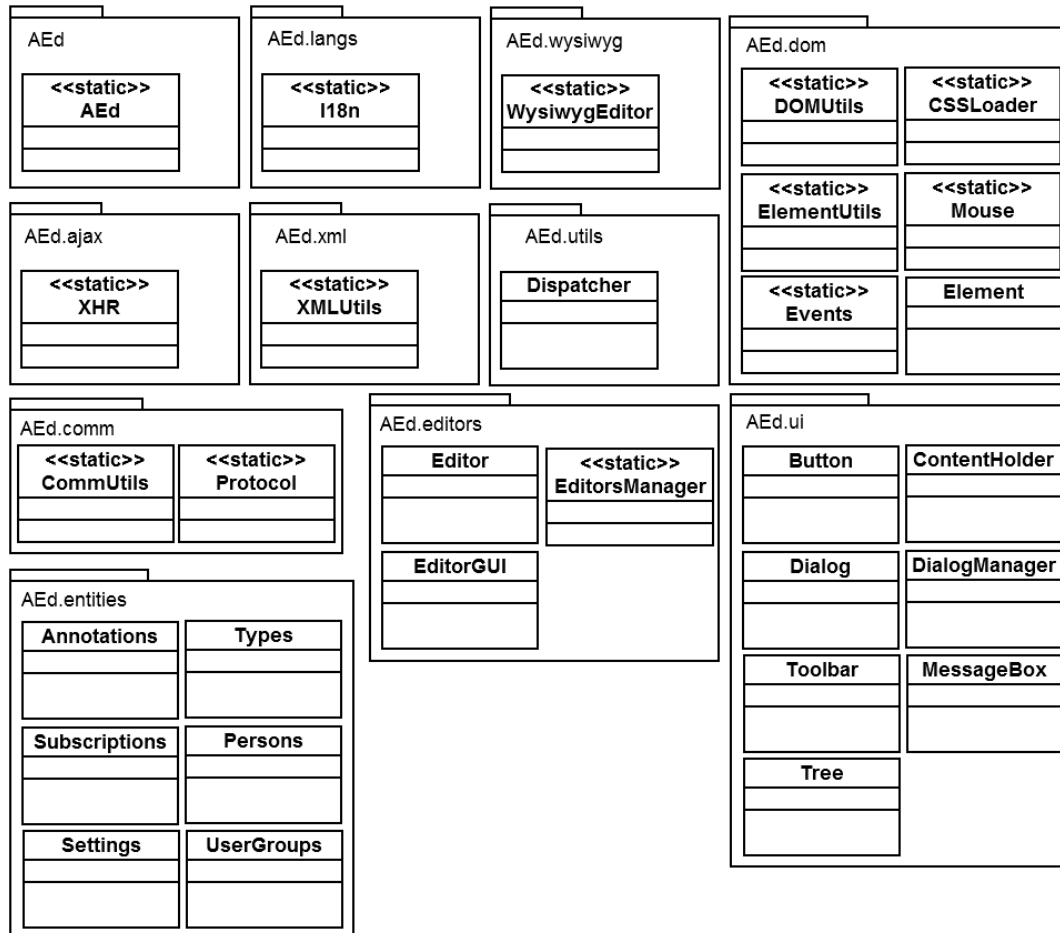 AEd
<<static>>
AEd
AEd.langs
<<static>>
I18n
AEd.wysiwyg
<<static>>
WysiwygEditor
AEd.dom
<<static>>
DOMUtils
<<static>>
CSSLoader
<<static>>
ElementUtils
<<static>>
Mouse
<<static>>
Events
Element
AEd.ajax
<<static>>
XHR
AEd.xml
<<static>>
XMLUtils
AEd.utils
Dispatcher
AEd.comm
<<static>>
CommUtils
<<static>>
Protocol
AEd.editors
Editor
<<static>>
EditorsManager
EditorGUI
AEd.ui
Button
ContentHolder
Dialog
DialogManager
Toolbar
MessageBox
Tree
AEd.entities
Annotations
Types
Subscriptions
Persons
Settings
UserGroups